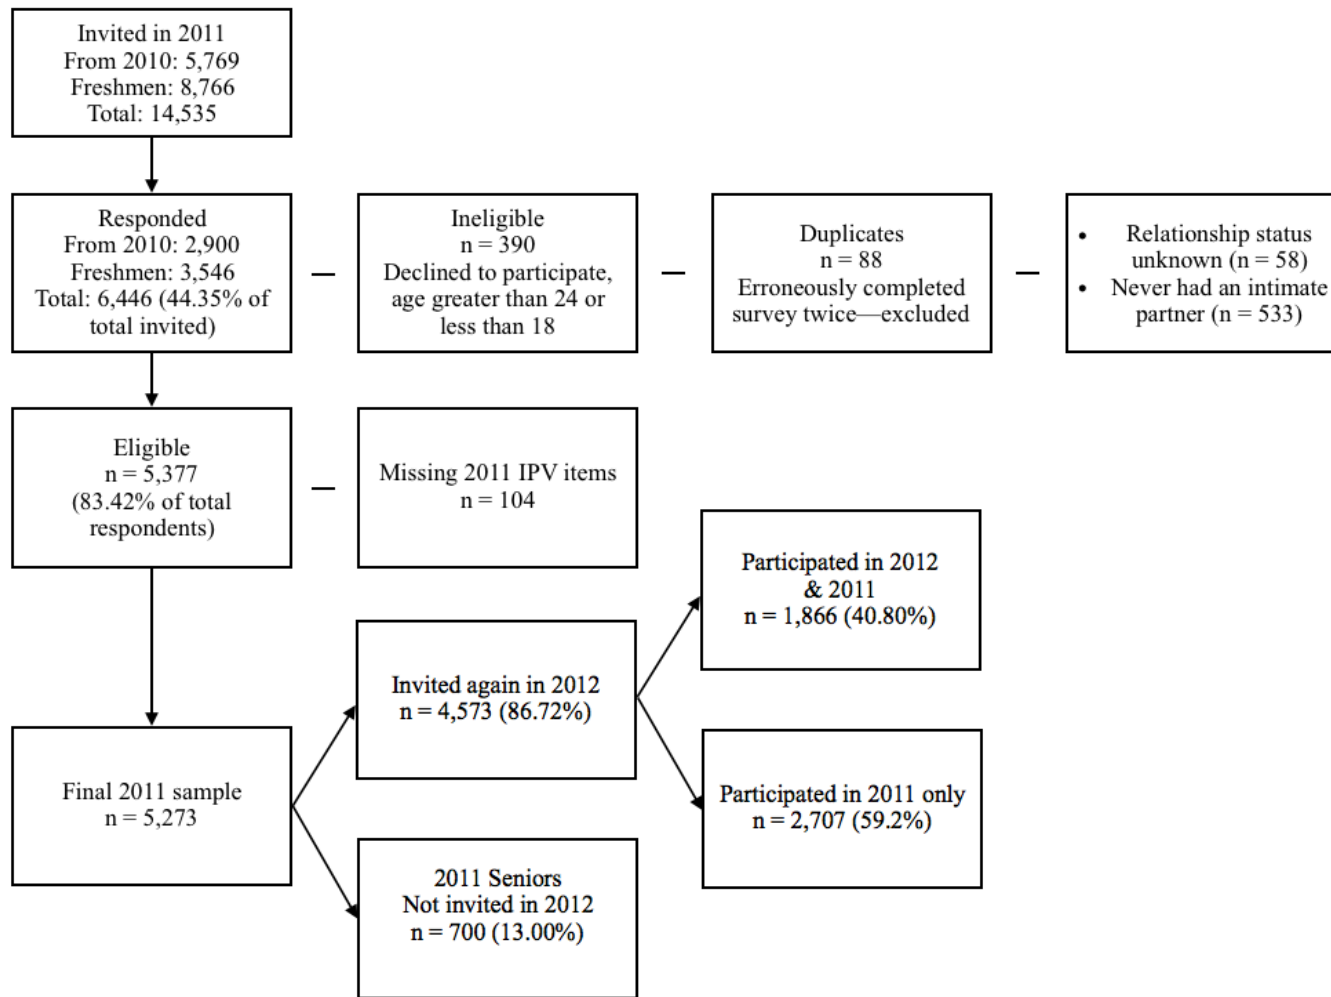 Invited in 2011
From 2010: 5,769
Freshmen: 8,766
Total: 14,535
Responded
From 2010: 2,900
Freshmen: 3,546
Total: 6,446 (44.35% of
total invited)
—
Ineligible
n = 390
Declined to participate,
age greater than 24 or
less than 18
—
Duplicates
n = 88
Erroneously completed
survey twice—excluded
—
• Relationship status
unknown (n = 58)
• Never had an intimate
partner (n = 533)
Eligible
n = 5,377
(83.42% of total
respondents)
—
Missing 2011 IPV items
n = 104
Final 2011 sample
n = 5,273
Invited again in 2012
n = 4,573 (86.72%)
2011 Seniors
Not invited in 2012
n = 700 (13.00%)
Participated in 2012
& 2011
n = 1,866 (40.80%)
Participated in 2011 only
n = 2,707 (59.2%)